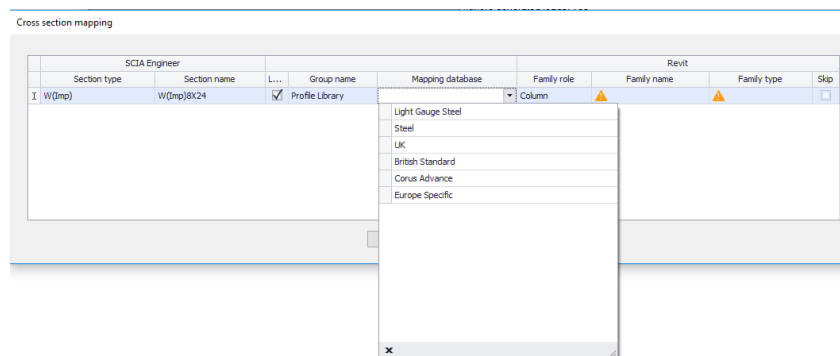 Cross section mapping
SCIA Engineer Revit
Section type Section name L... Group name Mapping database Family role Family name Family type Skip
W(Imp) W(Imp)8X24 Profile Library Column
Light Gauge Steel
Steel
UK
British Standard
Corus Advance
Europe Specific